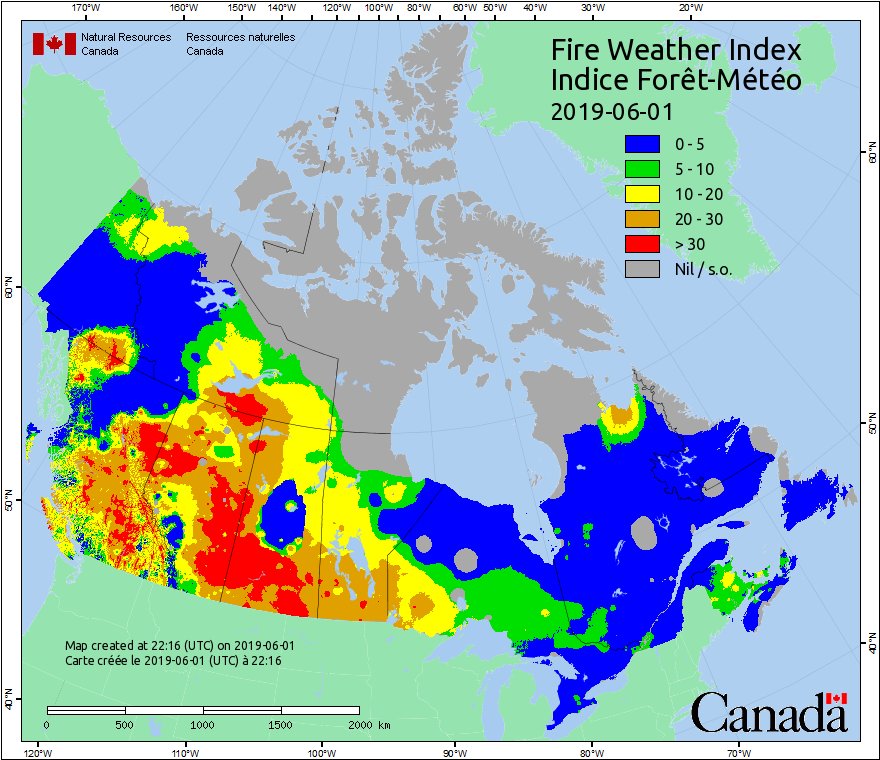 170°W 160°W 150°W 140°W 130°W 120°W 110°W 100°W 90°W 80°W 70°W 60°W 50°W 40°W 30°W 20°W
Natural Resources Ressources naturelles
Canada Canada
Fire Weather Index
Indice Forêt-Météo
2019-06-01
0 - 5
5 - 10
10 - 20
20 - 30
> 30
Nil / s.o.
60°N
60°N
50°N
50°N
40°N
40°N
Map created at 22:16 (UTC) on 2019-06-01
Carte créée le 2019-06-01 (UTC) à 22:16
0 500 1000 1500 2000 km
Canada
120°W 110°W 100°W 90°W 80°W 70°W